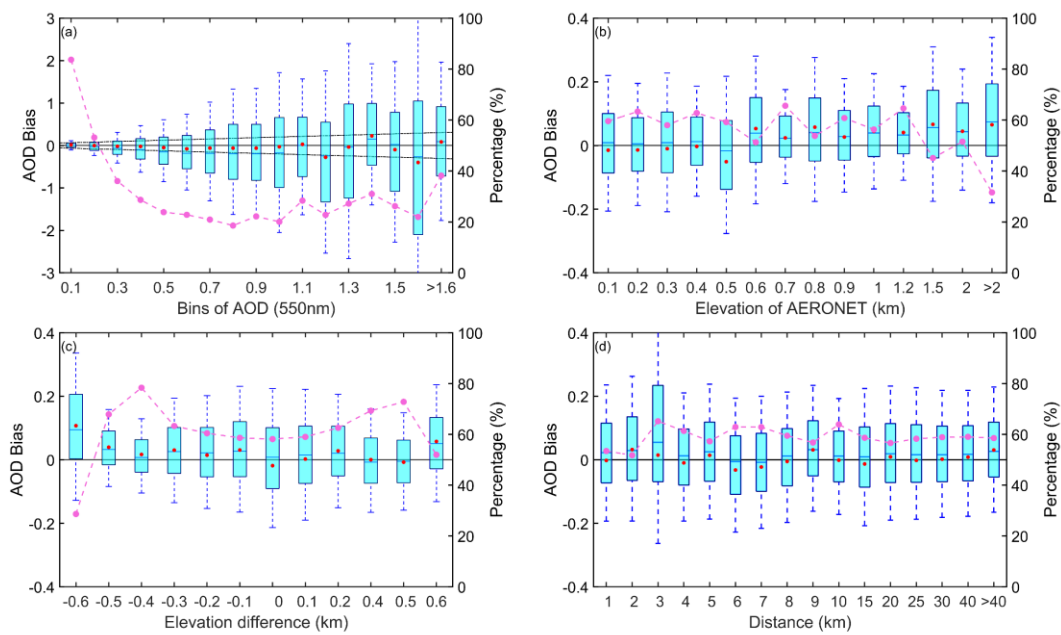 (a)
AOD Bias
3
2
1
0
-1
-2
-3
100
80
60
40
20
0
Percentage (%)
0.1 0.3 0.5 0.7 0.9 1.1 1.3 1.5 >1.6
Bins of AOD (550nm)
(b)
AOD Bias
0.4
0.2
0
-0.2
-0.4
100
80
60
40
20
0
Percentage (%)
0.1 0.2 0.3 0.4 0.5 0.6 0.7 0.8 0.9 1 1.2 1.5 2 >2
Elevation of AERONET (km)
(c)
AOD Bias
0.4
0.2
0
-0.2
-0.4
100
80
60
40
20
0
Percentage (%)
-0.6 -0.5 -0.4 -0.3 -0.2 -0.1 0 0.1 0.2 0.4 0.5 0.6
Elevation difference (km)
(d)
AOD Bias
0.4
0.2
0
-0.2
-0.4
100
80
60
40
20
0
Percentage (%)
1 2 3 4 5 6 7 8 9 10 15 20 25 30 40 >40
Distance (km)